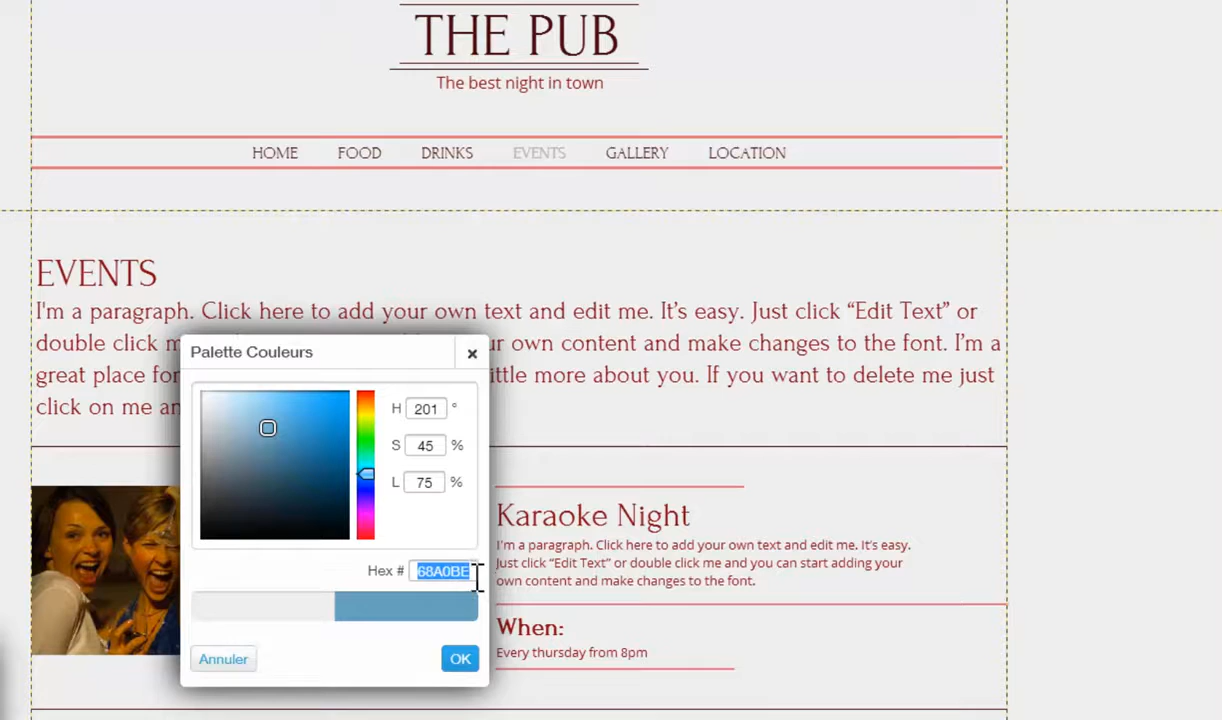 THE PUB
The best night in town
HOME FOOD DRINKS EVENTS GALLERY LOCATION
EVENTS
I'm a paragraph. Click here to add your own text and edit me. It's easy. Just click “Edit Text” or
double click m ur own content and make changes to the font. I'm a
great place for ittle more about you. If you want to delete me just
click on me an
Palette Couleurs
H 201 °
S 45 %
L 75 %
Hex # 68A0BE
Annuler OK
Karaoke Night
I'm a paragraph. Click here to add your own text and edit me. It's easy.
Just click “Edit Text” or double click me and you can start adding your
own content and make changes to the font.
When:
Every thursday from 8pm